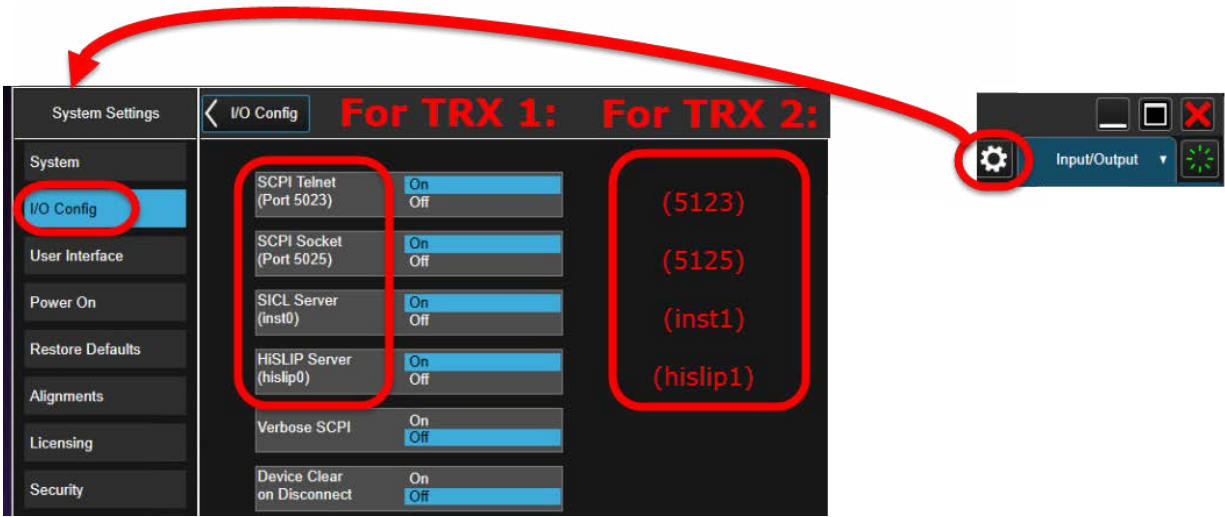 System Settings
I/O Config
For TRX 1:
For TRX 2:
Input/Output
System
I/O Config
User Interface
Power On
Restore Defaults
Alignments
Licensing
Security
SCPI Telnet
(Port 5023)
On
Off
(5123)
SCPI Socket
(Port 5025)
On
Off
(5125)
SICL Server
(inst0)
On
Off
(inst1)
HiSLIP Server
(hislip0)
On
Off
(hislip1)
Verbose SCPI
On
Off
Device Clear
on Disconnect
On
Off